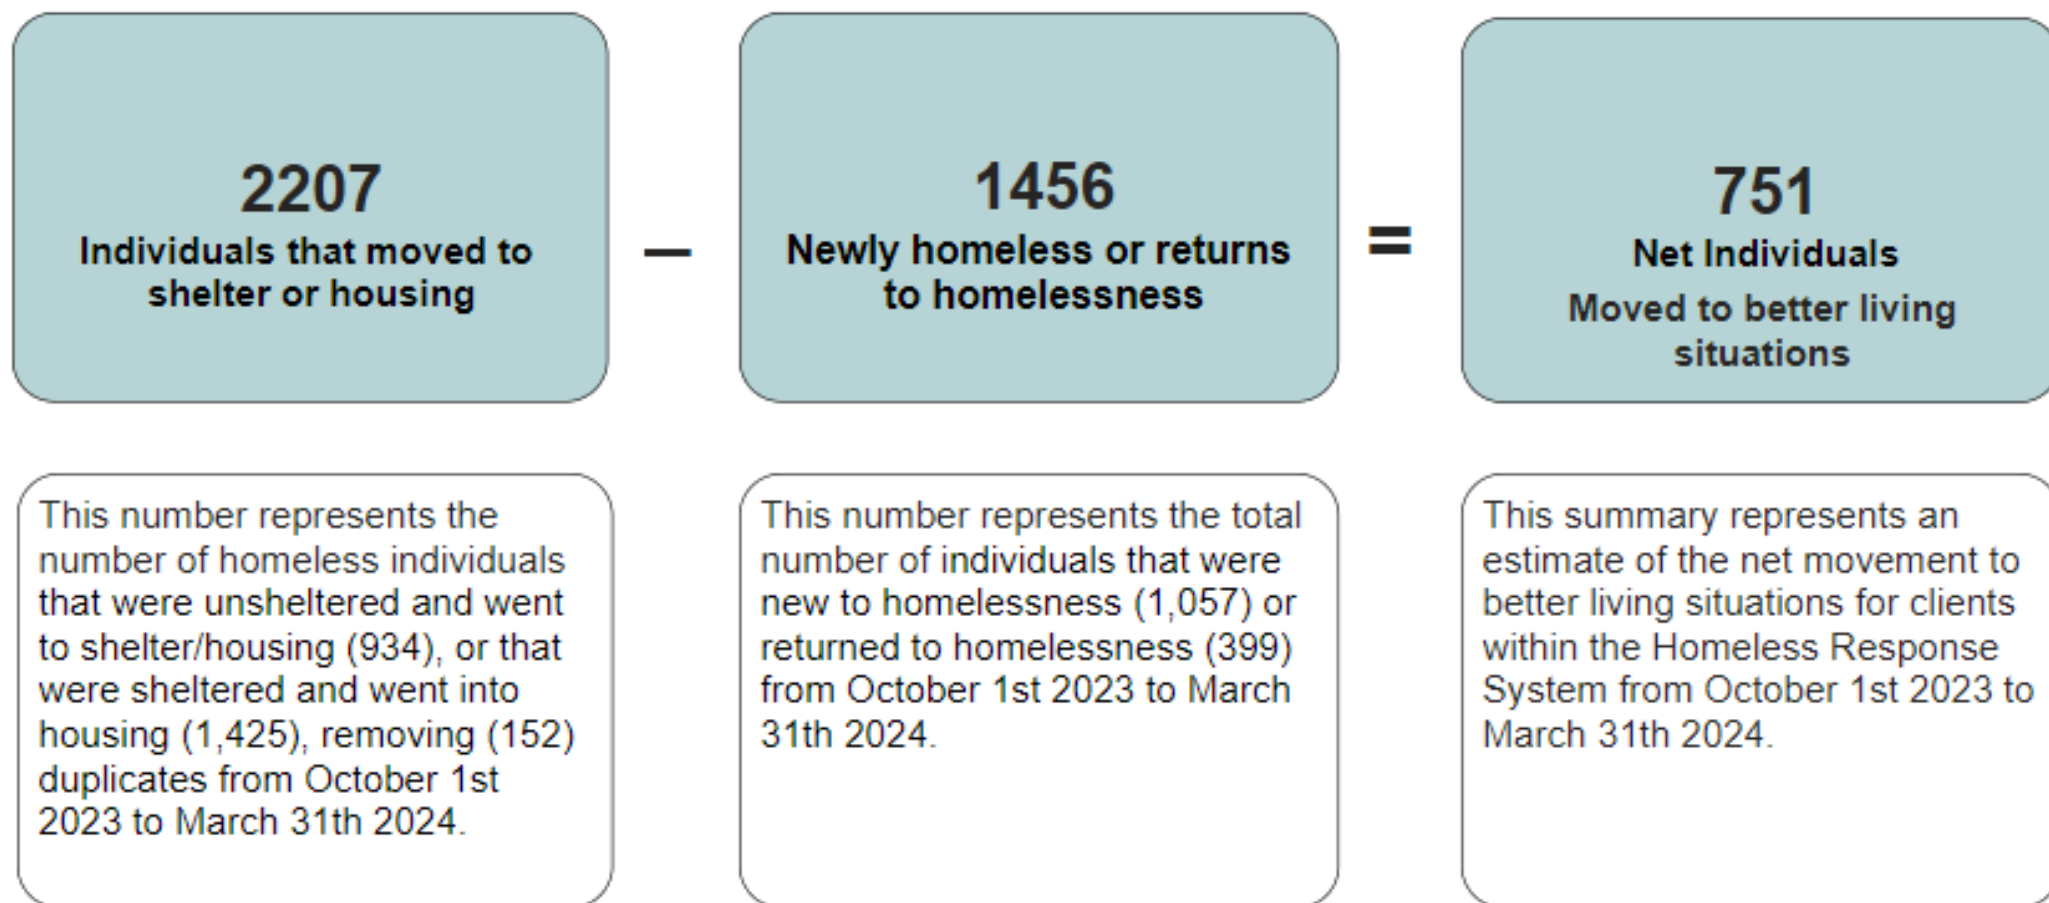 2207
Individuals that moved to
shelter or housing
–
1456
Newly homeless or returns
to homelessness
=
751
Net Individuals
Moved to better living
situations
This number represents the
number of homeless individuals
that were unsheltered and went
to shelter/housing (934), or that
were sheltered and went into
housing (1,425), removing (152)
duplicates from October 1st
2023 to March 31th 2024.
This number represents the total
number of individuals that were
new to homelessness (1,057) or
returned to homelessness (399)
from October 1st 2023 to March
31th 2024.
This summary represents an
estimate of the net movement to
better living situations for clients
within the Homeless Response
System from October 1st 2023 to
March 31th 2024.